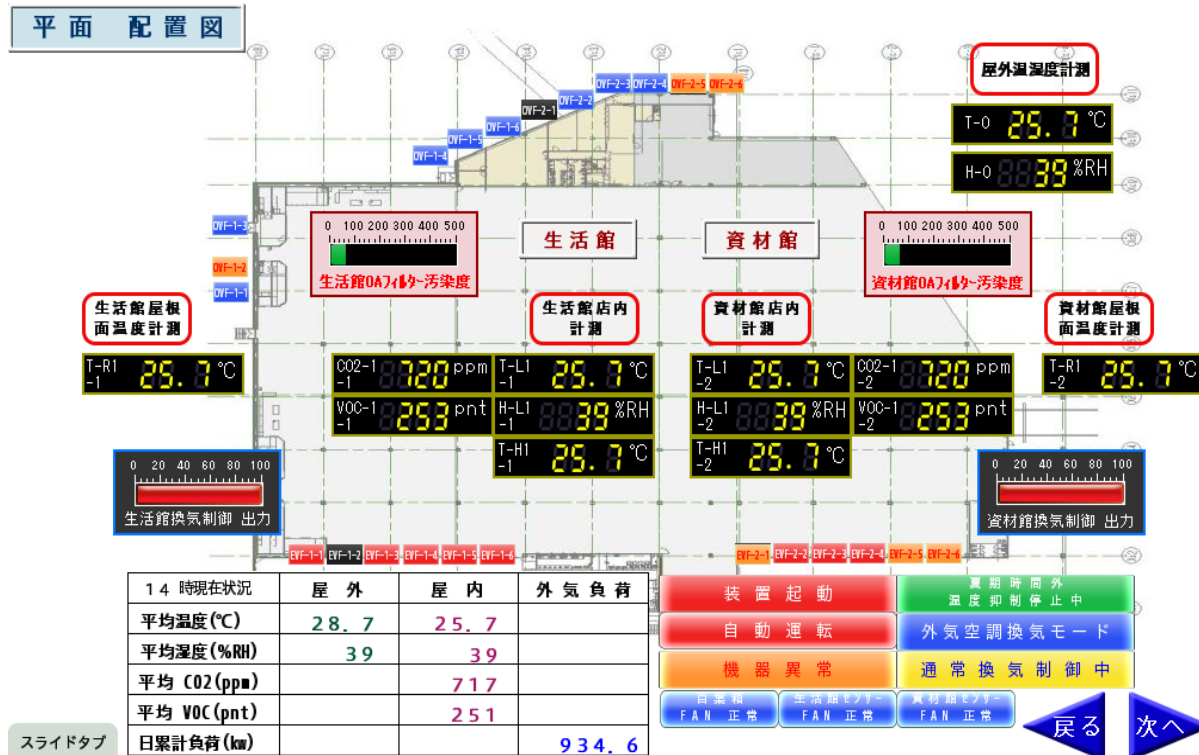 平面 配置図
屋外温湿度計測
OVF-2-3
OVF-2-4
OVF-2-5
OVF-2-6
OVF-2-2
OVF-2-1
OVF-1-6
OVF-1-5
OVF-1-4
T-O 25.7 ℃
H-O 39 %RH
OVF-1-3
OVF-1-2
OVF-1-1
0 100 200 300 400 500
生活館OAフィルター汚染度
生活館
資材館
0 100 200 300 400 500
資材館OAフィルター汚染度
生活館屋根
面温度計測
生活館店内
計測
資材館店内
計測
資材館屋根
面温度計測
T-R1
-1 25.7 ℃
CO2-1
-1 720 ppm
T-L1
-1 25.7 ℃
T-L1
-2 25.7 ℃
CO2-1
-2 720 ppm
T-R1
-2 25.7 ℃
VOC-1
-1 253 pnt
H-L1
-1 39 %RH
H-L1
-2 39 %RH
VOC-1
-2 253 pnt
T-H1
-1 25.7 ℃
T-H1
-2 25.7 ℃
0 20 40 60 80 100
生活館換気制御 出力
0 20 40 60 80 100
資材館換気制御 出力
EVF-1-1
EVF-1-2
EVF-1-3
EVF-1-4
EVF-1-5
EVF-1-6
EVF-2-1
EVF-2-2
EVF-2-3
EVF-2-4
EVF-2-5
EVF-2-6
14 時現在状況 屋外 屋内 外気負荷
平均温度(℃) 28.7 25.7
平均湿度(%RH) 39 39
平均 CO2(ppm) 717
平均 VOC(pnt) 251
日累計負荷(kw) 934.6
装置起動
夏期時間外
温度抑制停止中
自動運転
外気空調換気モード
機器異常
通常換気制御中
FAN 正常
生活館センサー
FAN 正常
資材館センサー
FAN 正常
戻る
次へ
スライドタブ